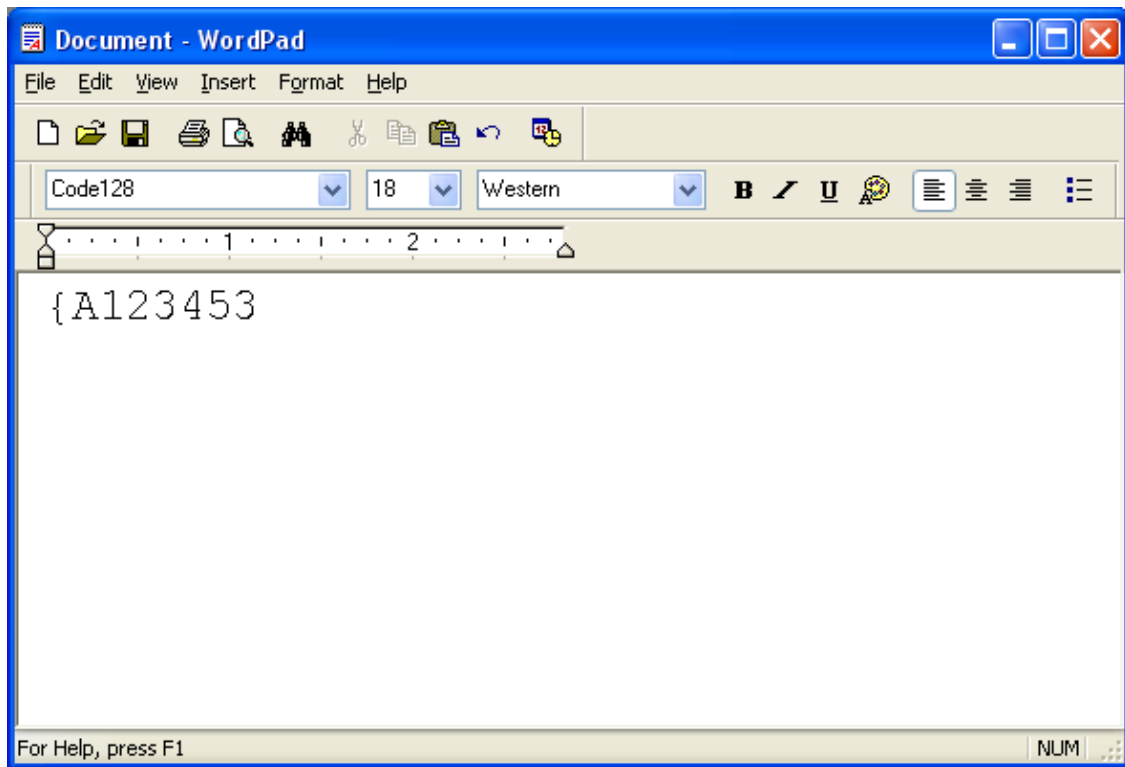 Document - WordPad
File Edit View Insert Format Help
12
Code128 18 Western B / U A
1 2
{A123453
For Help, press F1 NUM